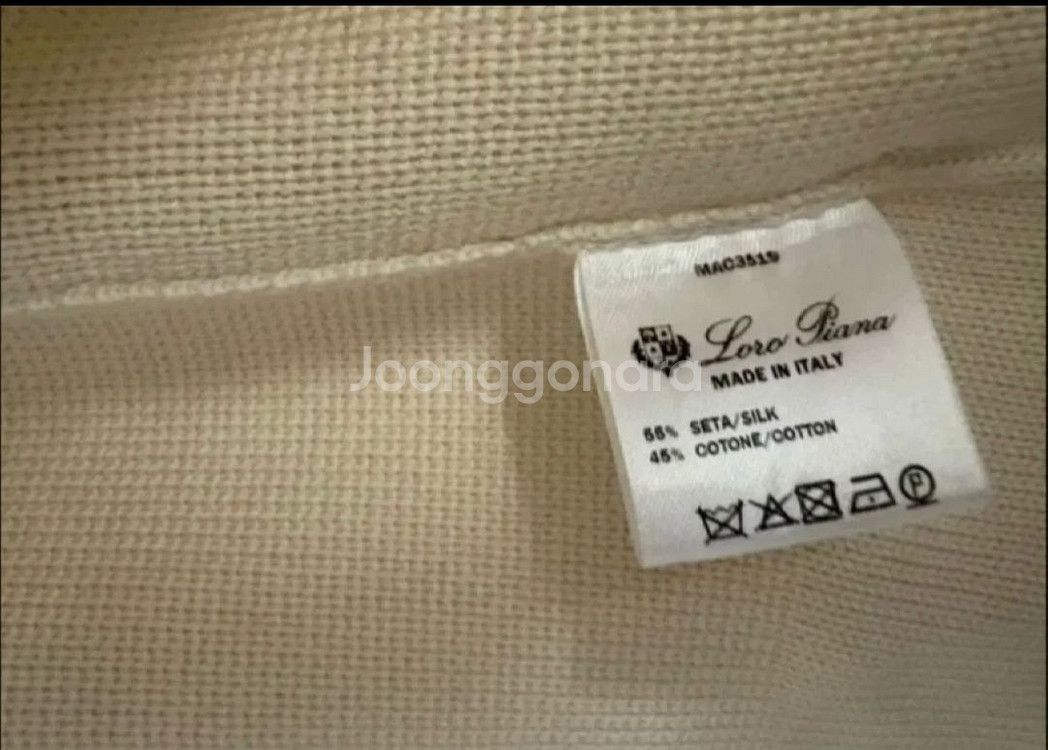 MAC3519
Loro Piana
Joonggonara
MADE IN ITALY
55% SETA/SILK
45% COTONE/COTTON
P